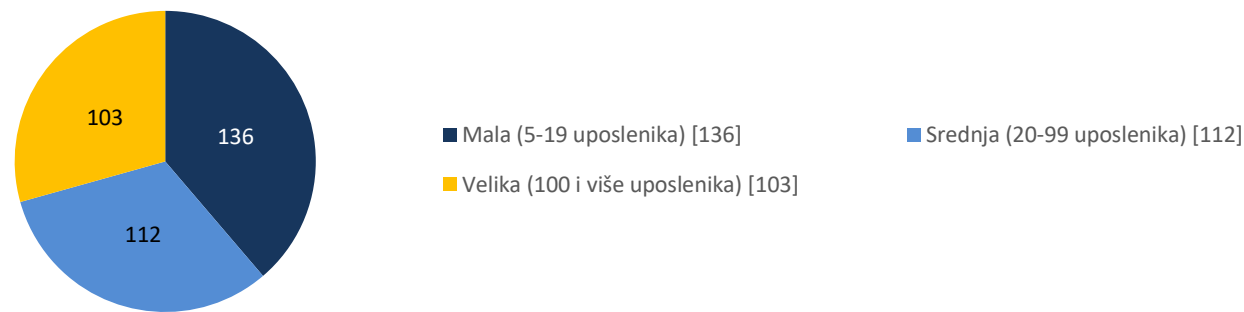 103
136
112
Mala (5-19 uposlenika) [136]
Srednja (20-99 uposlenika) [112]
Velika (100 i više uposlenika) [103]